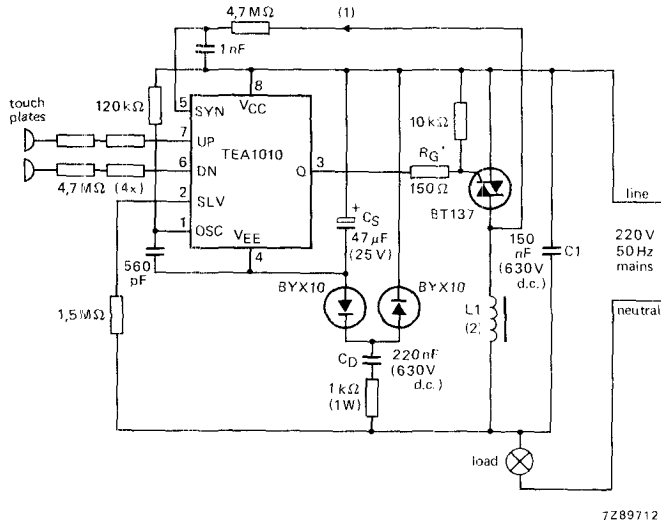 4,7 MΩ (1)
1 nF
touch
plates
120 kΩ
5 SYN
8
VCC
7 UP
TEA1010
6 DN
Q 3
4,7 MΩ (4x)
2 SLV
1 OSC
VEE
4
560
pF
1,5 MΩ
10 kΩ
RG
150 Ω
BT137
+
CS
47 μF
(25 V)
BYX10
BYX10
150
nF
(630 V
d.c.)
C1
L1
(2)
CD
220 nF
(630 V
d.c.)
1 kΩ
(1W)
line
220 V
50 Hz
mains
neutral
load
7Z89712